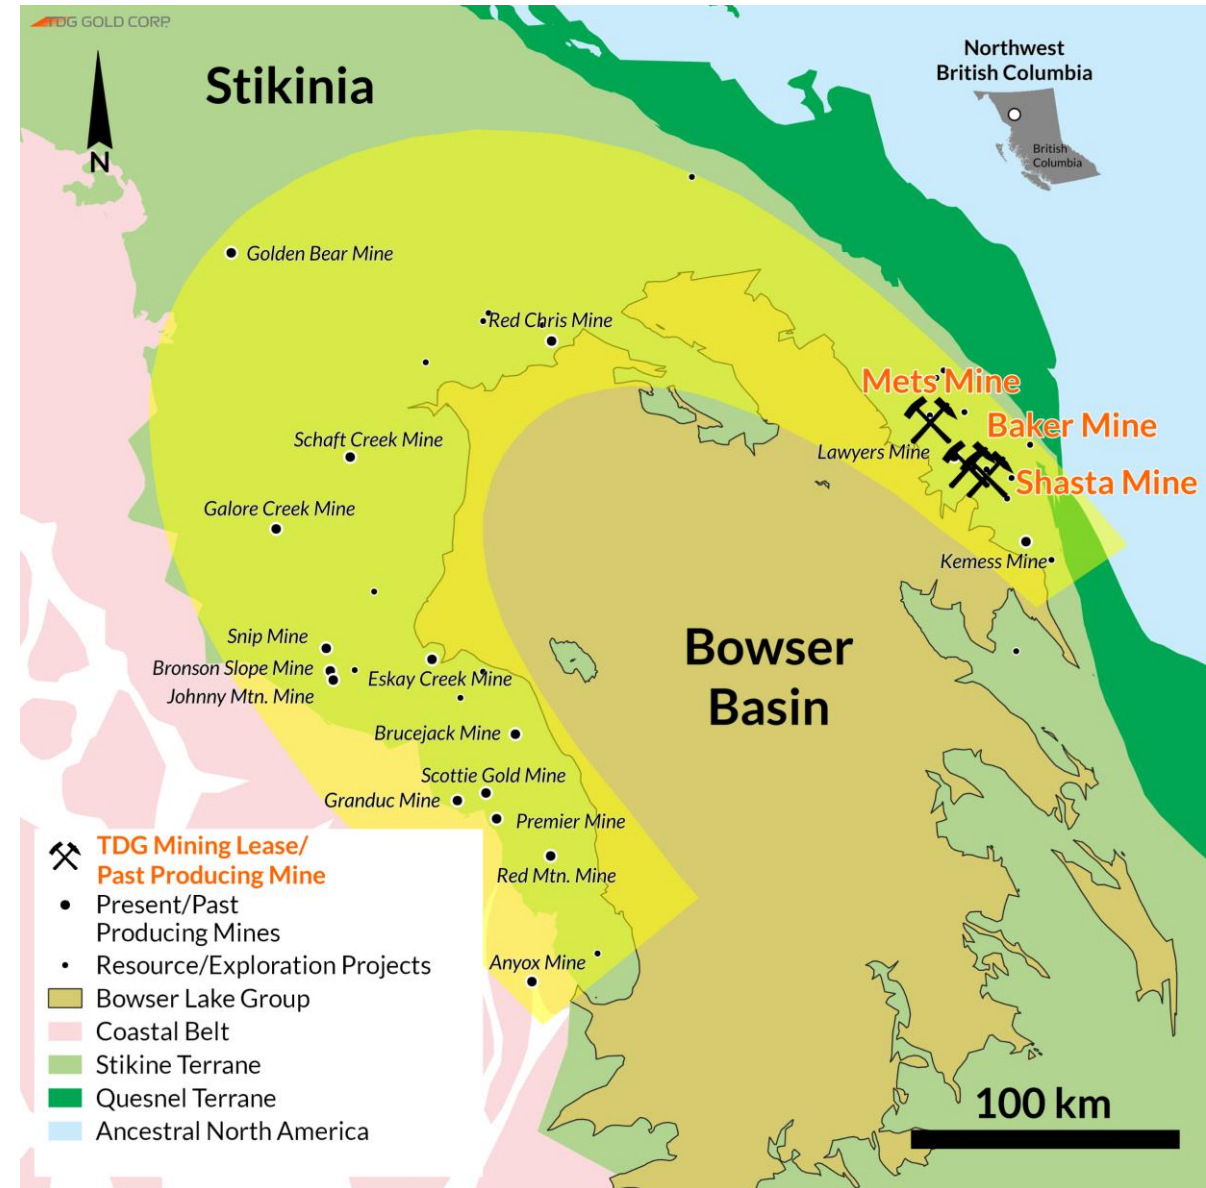 TDG GOLD CORP.
Stikinia
Northwest
British Columbia
British
Columbia
N
Golden Bear Mine
Red Chris Mine
Mets Mine
Baker Mine
Schaft Creek Mine
Lawyers Mine
Shasta Mine
Galore Creek Mine
Kemess Mine
Snip Mine
Bronson Slope Mine
Eskay Creek Mine
Johnny Mtn. Mine
Bowser
Basin
Brucejack Mine
Scottie Gold Mine
Granduc Mine
Premier Mine
Red Mtn. Mine
Anyox Mine
TDG Mining Lease/
Past Producing Mine
Present/Past
Producing Mines
Resource/Exploration Projects
Bowser Lake Group
Coastal Belt
Stikine Terrane
Quesnel Terrane
Ancestral North America
100 km